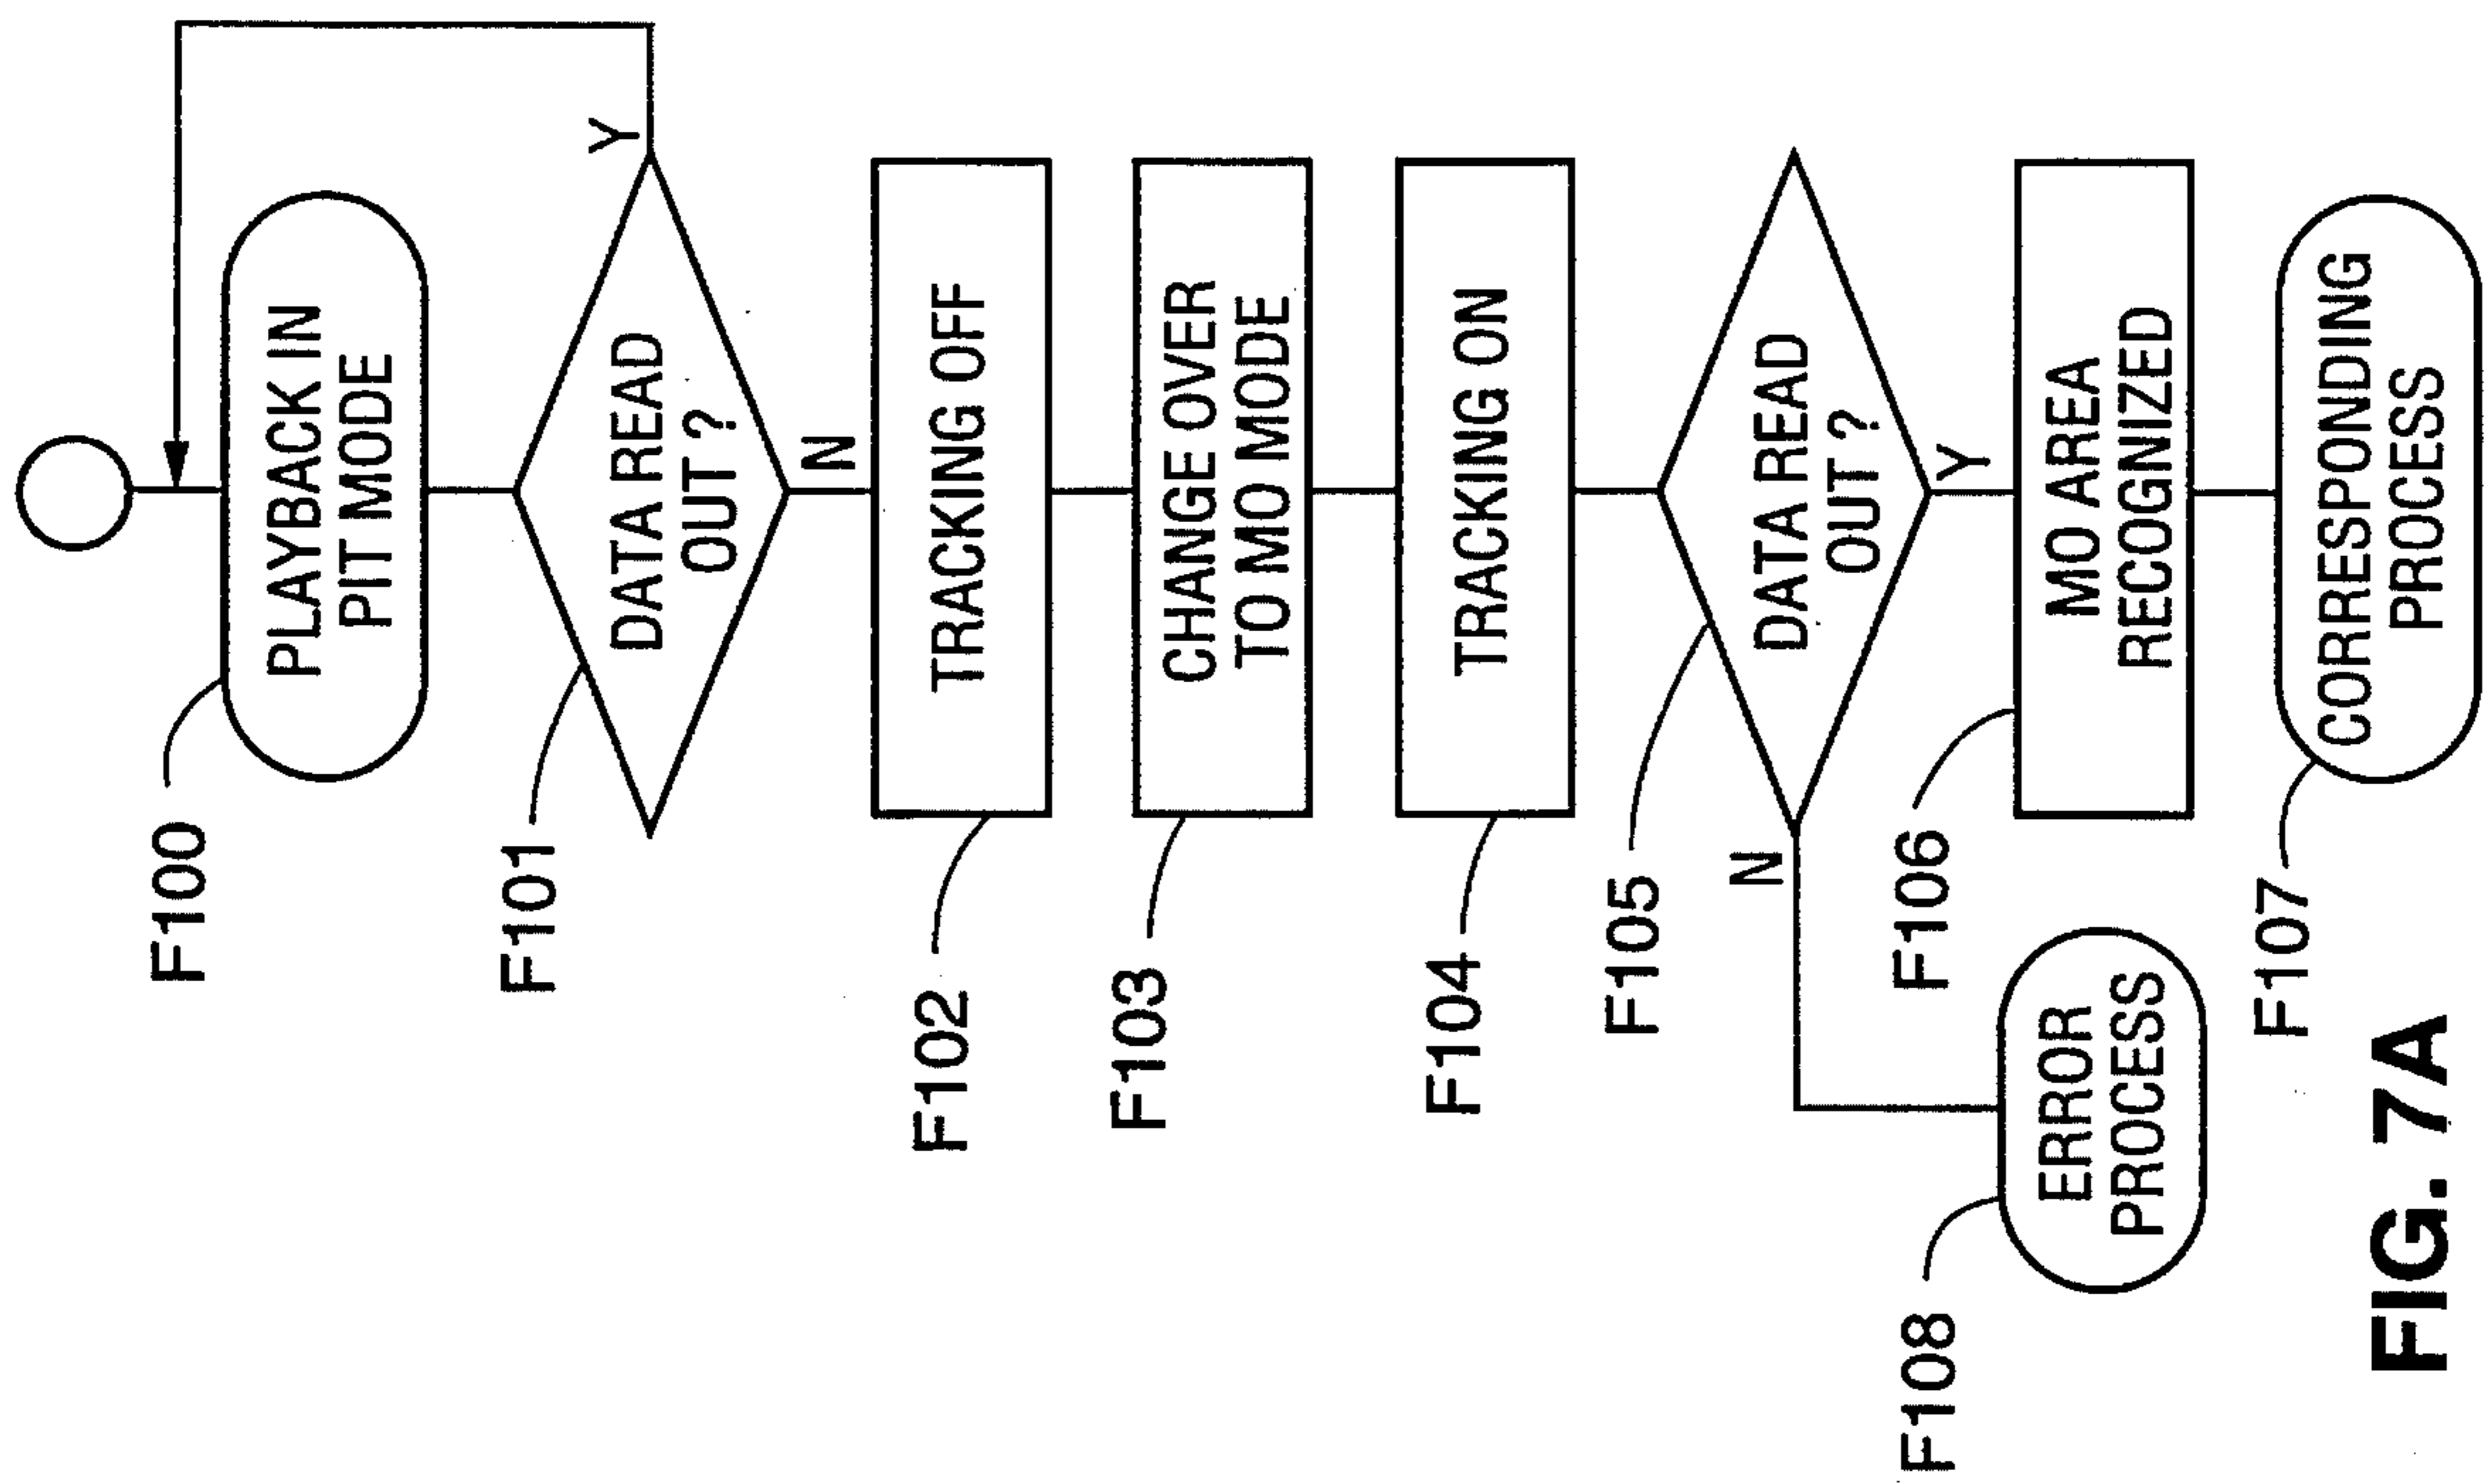 F100
PLAYBACK IN
PIT MODE
F101
DATA READ
OUT ?
Y
N
F102
TRACKING OFF
F103
CHANGE OVER
TO MO MODE
F104
TRACKING ON
F105
DATA READ
OUT ?
N
Y
F106
MO AREA
RECOGNIZED
F108
ERROR
PROCESS
F107
CORRESPONDING
PROCESS
FIG. 7A